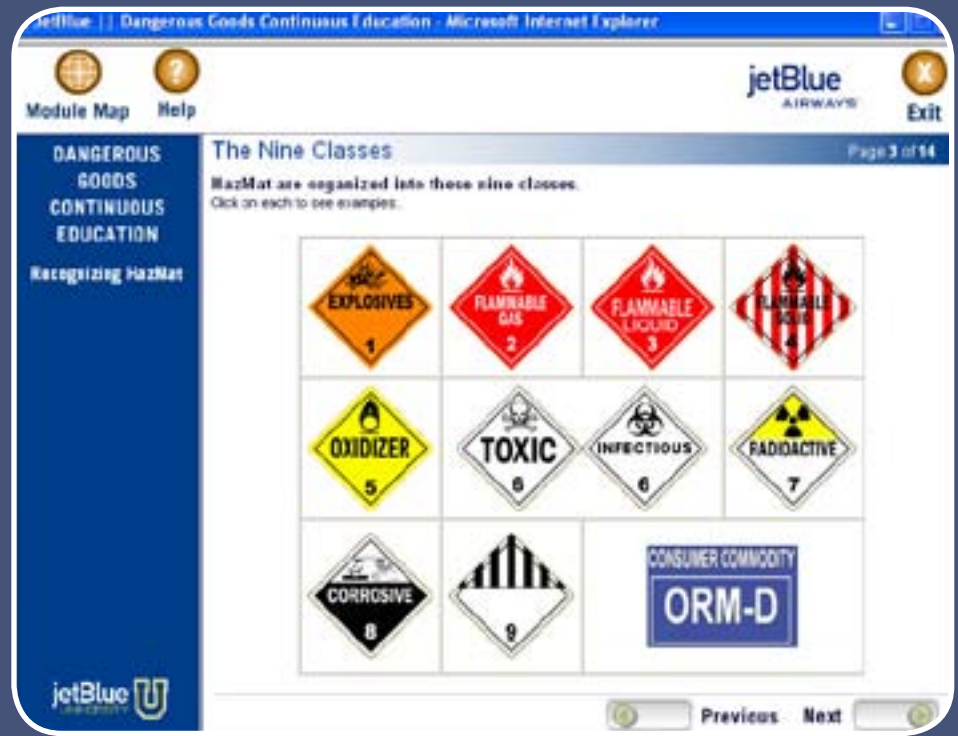 jetBlue || Dangerous Goods Continuous Education - Microsoft Internet Explorer
Module Map
?
Help
jetBlue
AIRWAYS
X
Exit
DANGEROUS
GOODS
CONTINUOUS
EDUCATION
Recognizing HazMat
The Nine Classes
Page 3 of 14
HazMat are organized into these nine classes.
Click on each to see examples.
EXPLOSIVES
1
FLAMMABLE
GAS
2
FLAMMABLE
LIQUID
3
FLAMMABLE
SOLID
4
OXIDIZER
5
TOXIC
6
INFECTIOUS
6
RADIOACTIVE
7
CORROSIVE
8
9
CONSUMER COMMODITY
ORM-D
jetBlue U
UNIVERSITY
Previous
Next